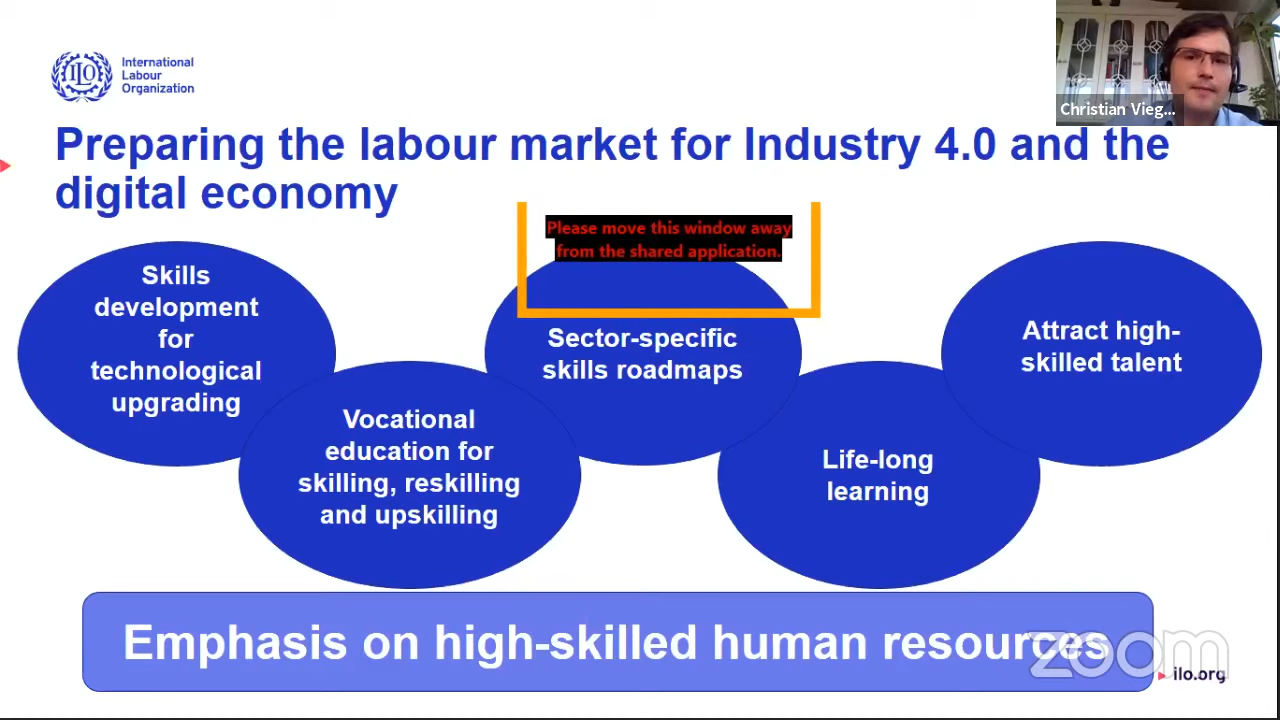 International
Labour
Organization
ILO
Christian Vieg...
Preparing the labour market for Industry 4.0 and the
digital economy
Please move this window away
from the shared application.
Skills
development
for
technological
upgrading
Vocational
education for
skilling, reskilling
and upskilling
Sector-specific
skills roadmaps
Life-long
learning
Attract high-
skilled talent
Emphasis on high-skilled human resources
zoom
ilo.org